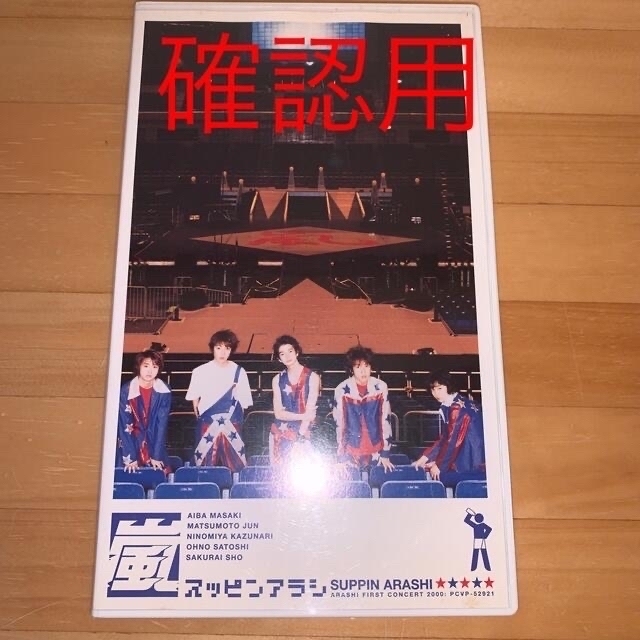 確認用
AIBA MASAKI
MATSUMOTO JUN
NINOMIYA KAZUNARI
OHNO SATOSHI
SAKURAI SHO
嵐 スッピンアラシ SUPPIN ARASHI ★★★★★
ARASHI FIRST CONCERT 2000: PCVP-52921